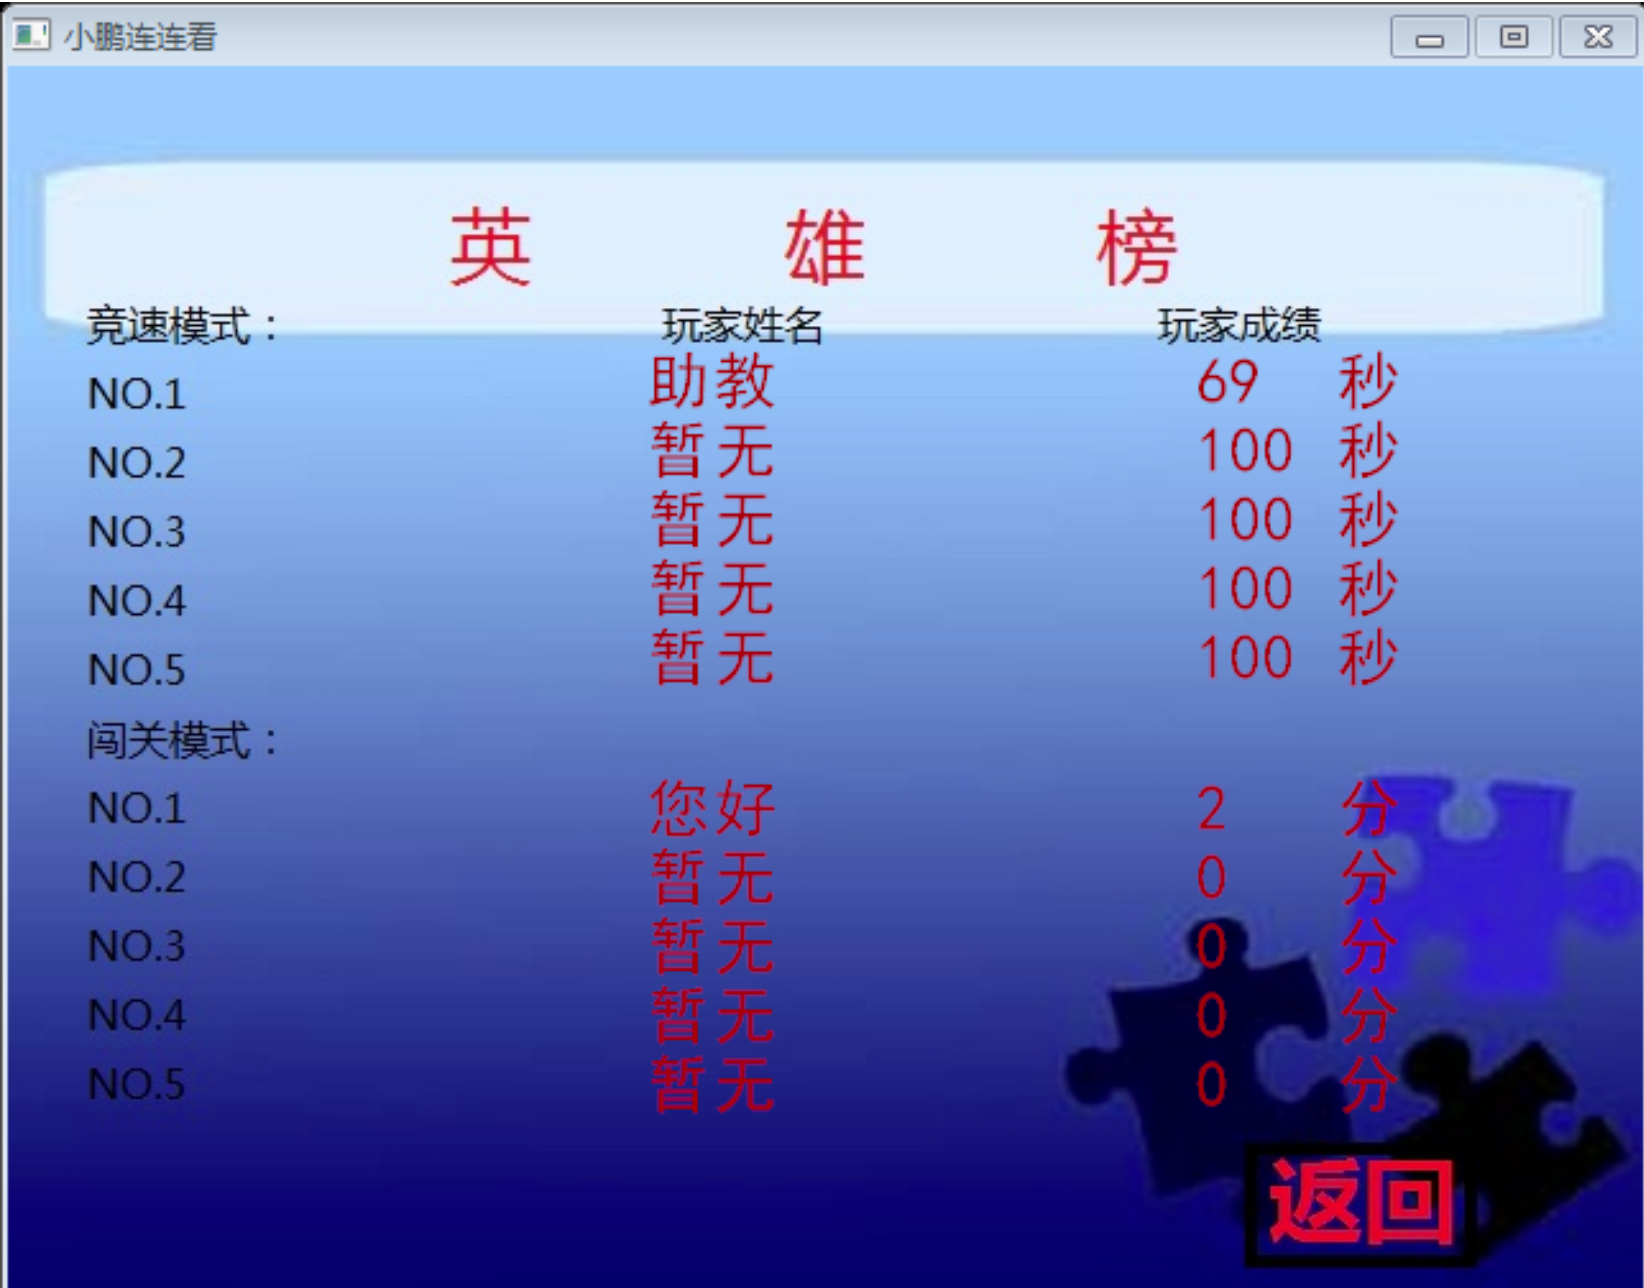 小鹏连连看
英 雄 榜
竞速模式： 玩家姓名 玩家成绩
NO.1 助教 69 秒
NO.2 暂无 100 秒
NO.3 暂无 100 秒
NO.4 暂无 100 秒
NO.5 暂无 100 秒
闯关模式：
NO.1 您好 2 分
NO.2 暂无 0 分
NO.3 暂无 0 分
NO.4 暂无 0 分
NO.5 暂无 0 分
返回